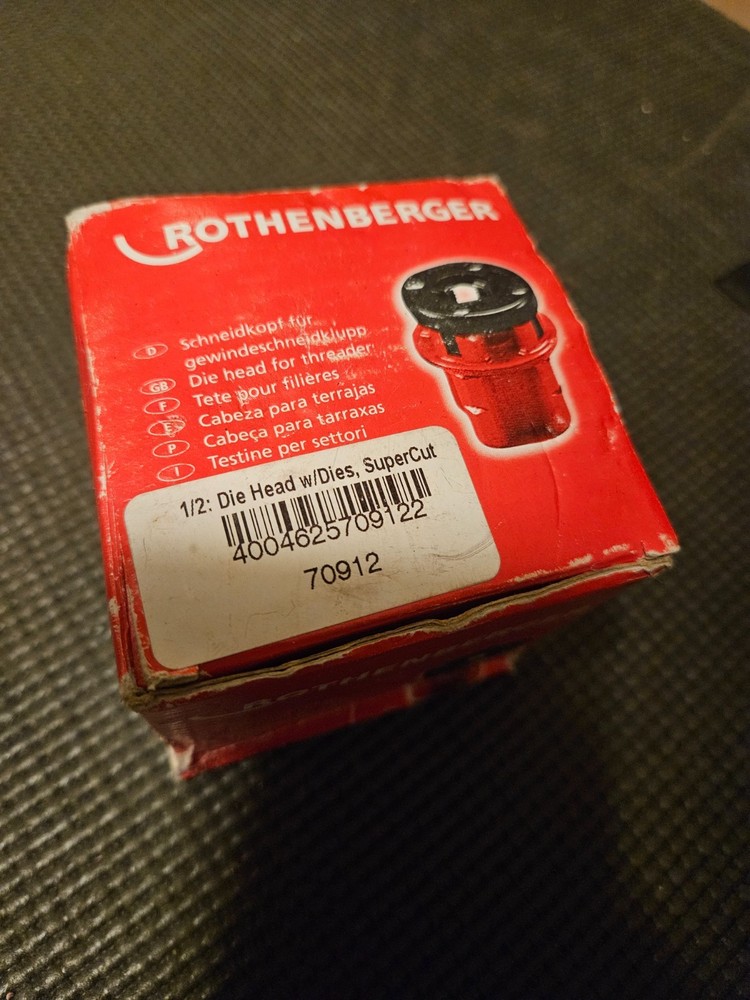 ROTHENBERGER
D Schneidkopf für
gewindeschneidklupp
GB Die head for threader
F Tete pour filières
E Cabeza para terrajas
P Cabeça para tarraxas
I Testine per settori
1/2: Die Head w/Dies, SuperCut
4004625709122
70912
ROTHENBERGER